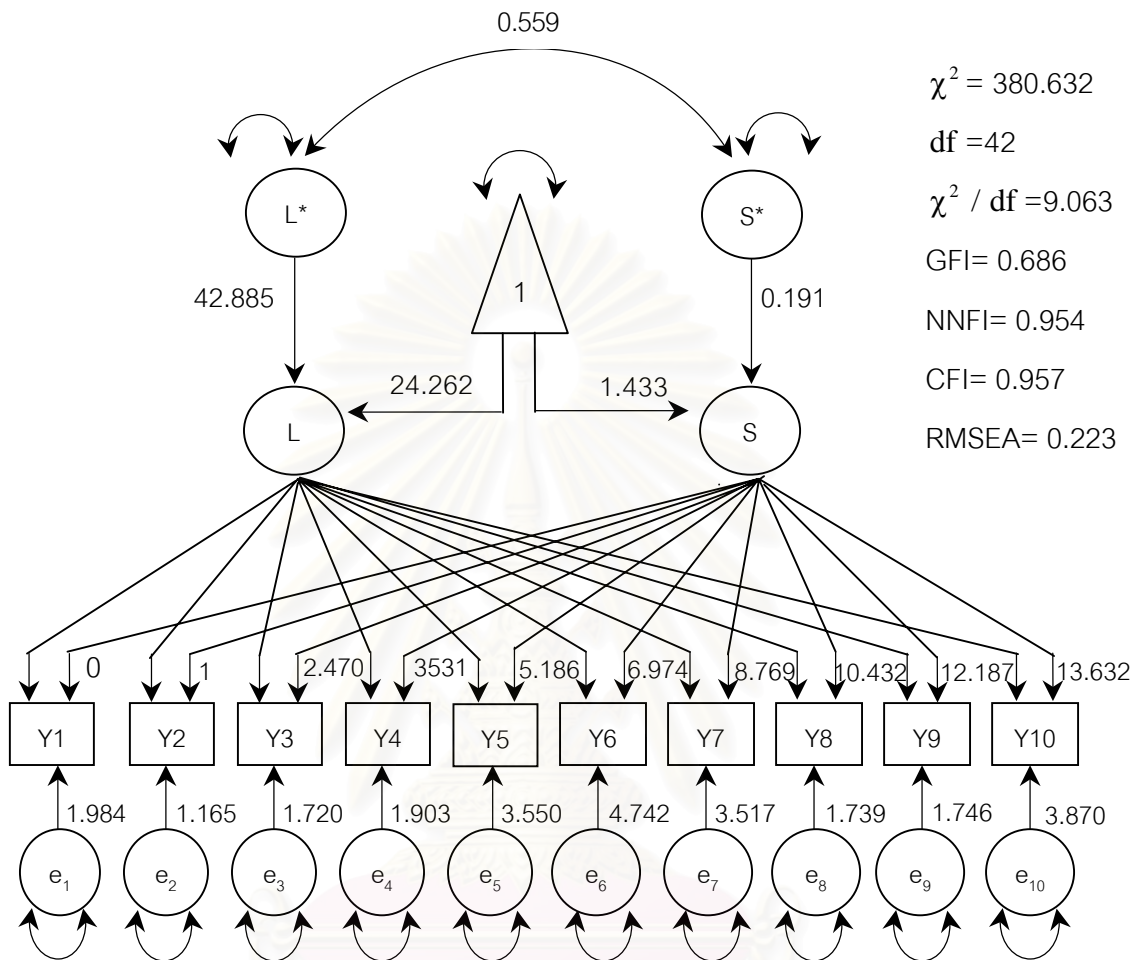 0.559
χ² = 380.632
df =42
χ² / df =9.063
GFI= 0.686
NNFI= 0.954
CFI= 0.957
RMSEA= 0.223
L* 1 S*
42.885 0.191
24.262 1.433
L S
0 1 2.470 3531 5.186 6.974 8.769 10.432 12.187 13.632
Y1 Y2 Y3 Y4 Y5 Y6 Y7 Y8 Y9 Y10
1.984 1.165 1.720 1.903 3.550 4.742 3.517 1.739 1.746 3.870
e₁ e₂ e₃ e₄ e₅ e₆ e₇ e₈ e₉ e₁₀